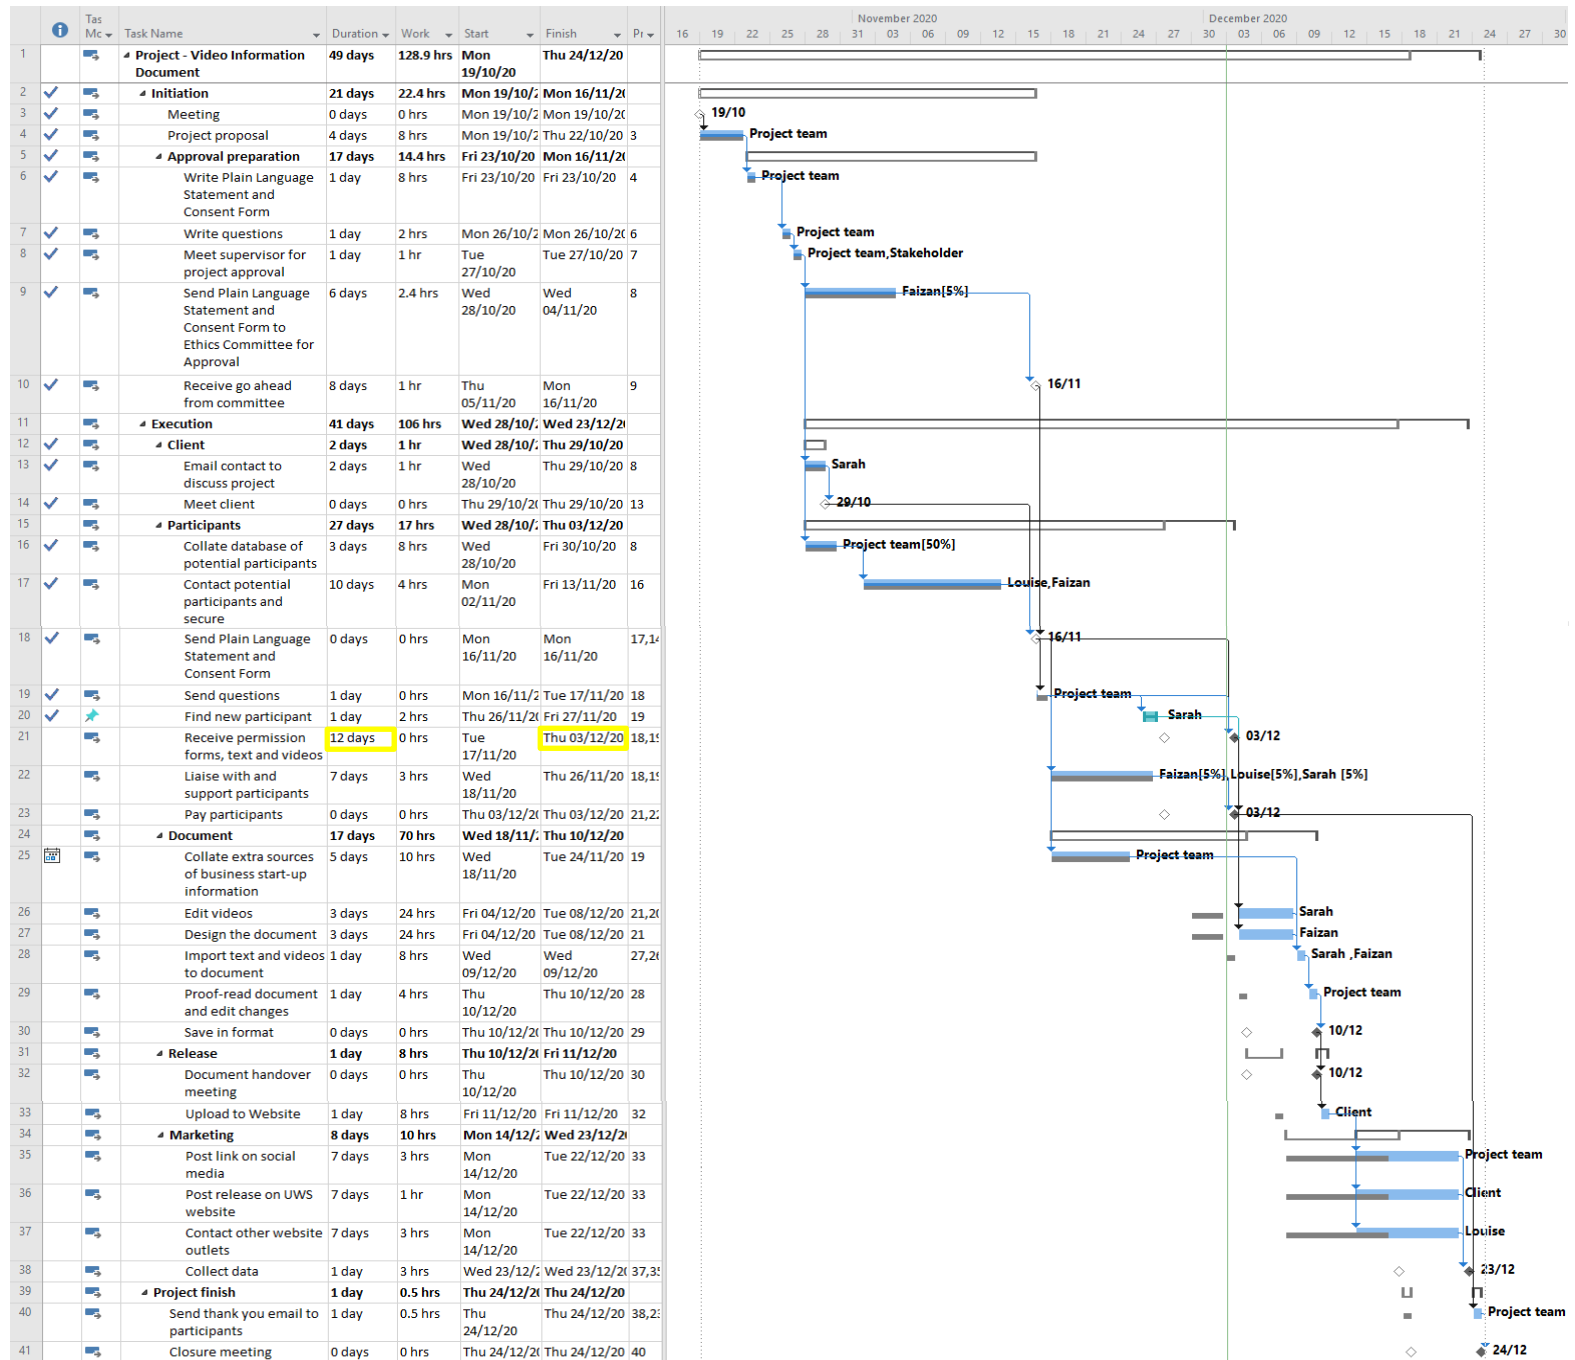 November 2020 December 2020
Tas Mc Task Name Duration Work Start Finish Pr 16 19 22 25 28 31 03 06 09 12 15 18 21 24 27 30 03 06 09 12 15 18 21 24 27 30
1 Project - Video Information 49 days 128.9 hrs Mon Thu 24/12/20
Document 19/10/20
2 Initiation 21 days 22.4 hrs Mon 19/10/2 Mon 16/11/20
3 Meeting 0 days 0 hrs Mon 19/10/2 Mon 19/10/20 19/10
4 Project proposal 4 days 8 hrs Mon 19/10/2 Thu 22/10/20 3 Project team
5 Approval preparation 17 days 14.4 hrs Fri 23/10/20 Mon 16/11/20
6 Write Plain Language 1 day 8 hrs Fri 23/10/20 Fri 23/10/20 4 Project team
Statement and
Consent Form
7 Write questions 1 day 2 hrs Mon 26/10/2 Mon 26/10/20 6 Project team
8 Meet supervisor for 1 day 1 hr Tue Tue 27/10/20 7 Project team,Stakeholder
project approval 27/10/20
9 Send Plain Language 6 days 2.4 hrs Wed Wed 8 Faizan[5%]
Statement and 28/10/20 04/11/20
Consent Form to
Ethics Committee for
Approval
10 Receive go ahead 8 days 1 hr Thu Mon 9 16/11
from committee 05/11/20 16/11/20
11 Execution 41 days 106 hrs Wed 28/10/2 Wed 23/12/20
12 Client 2 days 1 hr Wed 28/10/2 Thu 29/10/20
13 Email contact to 2 days 1 hr Wed Thu 29/10/20 8 Sarah
discuss project 28/10/20
14 Meet client 0 days 0 hrs Thu 29/10/20 Thu 29/10/20 13 29/10
15 Participants 27 days 17 hrs Wed 28/10/2 Thu 03/12/20
16 Collate database of 3 days 8 hrs Wed Fri 30/10/20 8 Project team[50%]
potential participants 28/10/20
17 Contact potential 10 days 4 hrs Mon Fri 13/11/20 16 Louise,Faizan
participants and 02/11/20
secure
18 Send Plain Language 0 days 0 hrs Mon Mon 17,14 16/11
Statement and 16/11/20 16/11/20
Consent Form
19 Send questions 1 day 0 hrs Mon 16/11/2 Tue 17/11/20 18 Project team
20 Find new participant 1 day 2 hrs Thu 26/11/20 Fri 27/11/20 19 Sarah
21 Receive permission 12 days 0 hrs Tue Thu 03/12/20 18,19 03/12
forms, text and videos 17/11/20
22 Liaise with and 7 days 3 hrs Wed Thu 26/11/20 18,19 Faizan[5%],Louise[5%],Sarah [5%]
support participants 18/11/20
23 Pay participants 0 days 0 hrs Thu 03/12/20 Thu 03/12/20 21,22 03/12
24 Document 17 days 70 hrs Wed 18/11/2 Thu 10/12/20
25 Collate extra sources 5 days 10 hrs Wed Tue 24/11/20 19 Project team
of business start-up 18/11/20
information
26 Edit videos 3 days 24 hrs Fri 04/12/20 Tue 08/12/20 21,20 Sarah
27 Design the document 3 days 24 hrs Fri 04/12/20 Tue 08/12/20 21 Faizan
28 Import text and videos 1 day 8 hrs Wed Wed 27,26 Sarah ,Faizan
to document 09/12/20 09/12/20
29 Proof-read document 1 day 4 hrs Thu Thu 10/12/20 28 Project team
and edit changes 10/12/20
30 Save in format 0 days 0 hrs Thu 10/12/20 Thu 10/12/20 29 10/12
31 Release 1 day 8 hrs Thu 10/12/20 Fri 11/12/20
32 Document handover 0 days 0 hrs Thu Thu 10/12/20 30 10/12
meeting 10/12/20
33 Upload to Website 1 day 8 hrs Fri 11/12/20 Fri 11/12/20 32 Client
34 Marketing 8 days 10 hrs Mon 14/12/2 Wed 23/12/20
35 Post link on social 7 days 3 hrs Mon Tue 22/12/20 33 Project team
media 14/12/20
36 Post release on UWS 7 days 1 hr Mon Tue 22/12/20 33 Client
website 14/12/20
37 Contact other website 7 days 3 hrs Mon Tue 22/12/20 33 Louise
outlets 14/12/20
38 Collect data 1 day 3 hrs Wed 23/12/2 Wed 23/12/20 37,35 23/12
39 Project finish 1 day 0.5 hrs Thu 24/12/20 Thu 24/12/20
40 Send thank you email to 1 day 0.5 hrs Thu Thu 24/12/20 38,23 Project team
participants 24/12/20
41 Closure meeting 0 days 0 hrs Thu 24/12/20 Thu 24/12/20 40 24/12